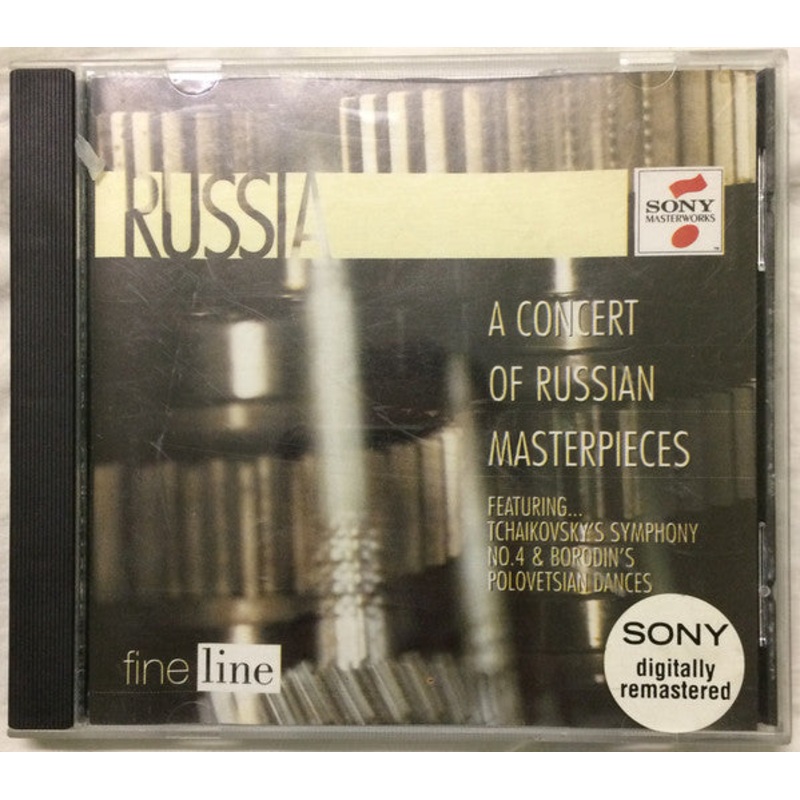 RUSSIA
SONY
MASTERWORKS
™
A CONCERT
OF RUSSIAN
MASTERPIECES
FEATURING...
TCHAIKOVSKY'S SYMPHONY
NO.4 & BORODIN'S
POLOVETSIAN DANCES
SONY
digitally
remastered
fine line